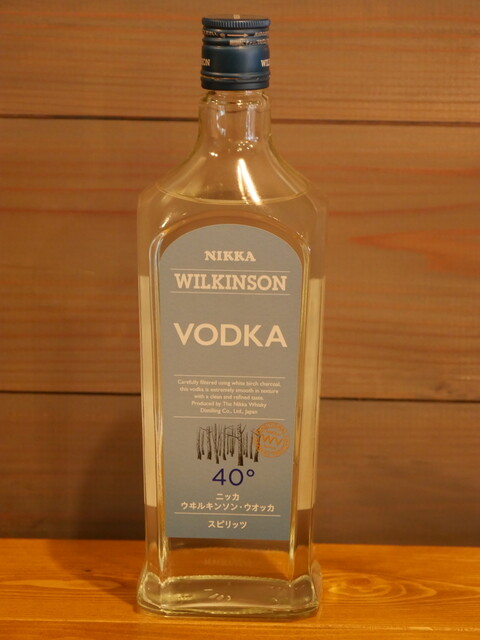 NIKKA
WILKINSON
VODKA
Carefully filtered using white birch charcoal,
this vodka is extremely smooth in texture
with a clean and refined taste.
Produced by The Nikka Whisky
Distilling Co., Ltd., Japan
WV
40°
ニッカ
ウヰルキンソン・ウオッカ
スピリッツ